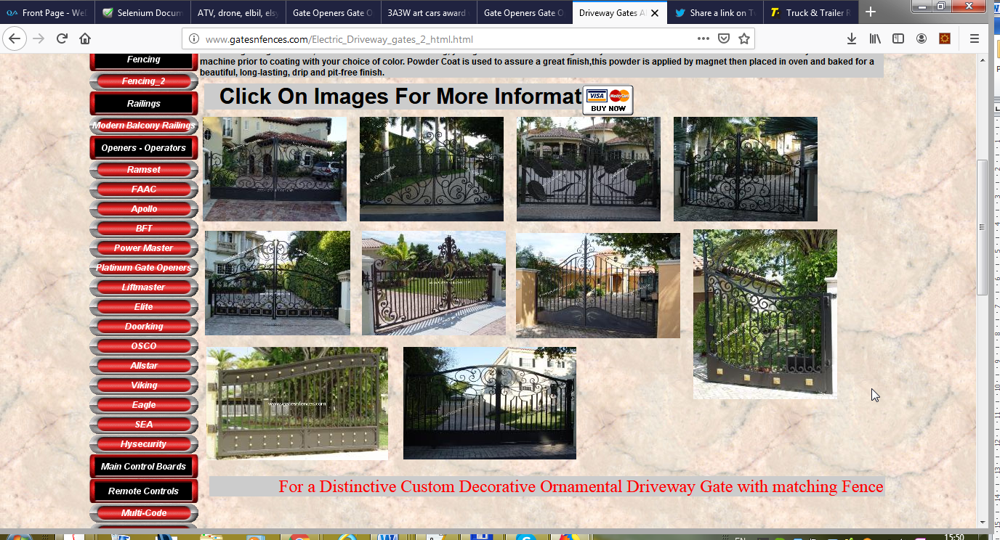 Front Page - We
Selenium Docum
ATV, drone, elbil, els
Gate Openers Gate O
3A3W art cars award
Gate Openers Gate O
Driveway Gates A
Share a link on T
Truck & Trailer R
www.gatesnfences.com/Electric_Driveway_gates_2_html.html
machine prior to coating with your choice of color. Powder Coat is used to assure a great finish,this powder is applied by magnet then placed in oven and baked for a
beautiful, long-lasting, drip and pit-free finish.
Click On Images For More Informat
VISA MasterCard
BUY NOW
Fencing
Fencing_2
Railings
Modern Balcony Railings
Openers - Operators
Ramset
FAAC
Apollo
BFT
Power Master
Platinum Gate Openers
Liftmaster
Elite
Doorking
OSCO
Allstar
Viking
Eagle
SEA
Hysecurity
Main Control Boards
Remote Controls
Multi-Code
L. A. Ornamental
www.gatesnfences.com
For a Distinctive Custom Decorative Ornamental Driveway Gate with matching Fence
15:50